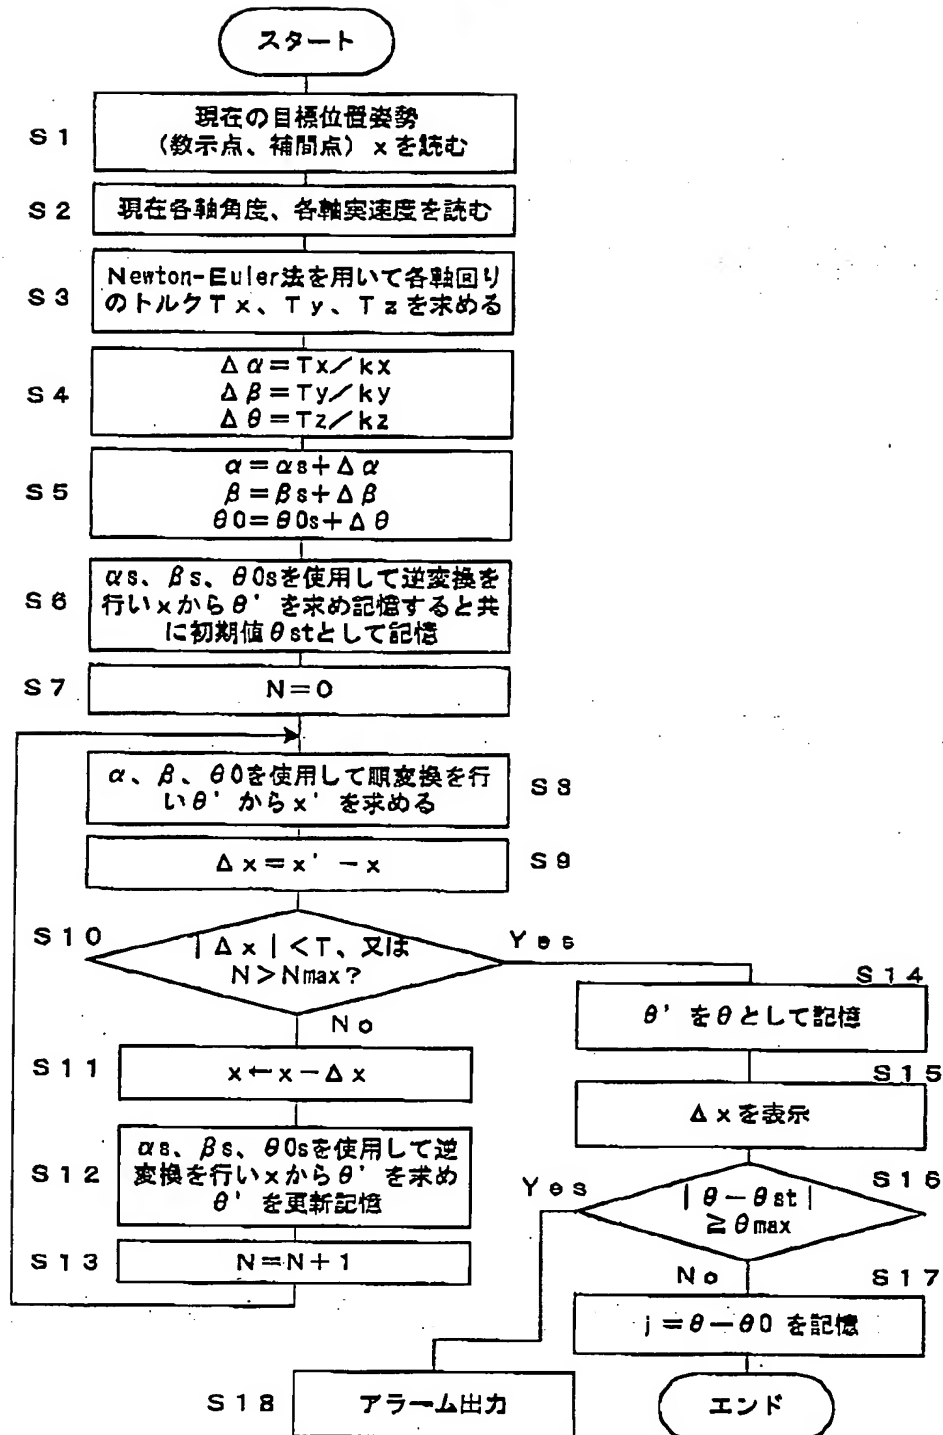 スタート
S1
現在の目標位置姿勢
(教示点、補間点) xを読む
S2
現在各軸角度、各軸実速度を読む
S3
Newton-Euler法を用いて各軸回り
のトルクTx、Ty、Tzを求める
S4
Δα=Tx/kx
Δβ=Ty/ky
Δθ=Tz/kz
S5
α=αs+Δα
β=βs+Δβ
θ0=θ0s+Δθ
S6
αs、βs、θ0sを使用して逆変換を
行いxからθ'を求め記憶すると共
に初期値θstとして記憶
S7
N=0
α、β、θ0を使用して順変換を行
いθ'からx'を求める
S8
Δx=x'-x
S9
S10
|Δx|<T、又は
N>Nmax?
Yes
No
S11
x←x-Δx
S12
αs、βs、θ0sを使用して逆
変換を行いxからθ'を求め
θ'を更新記憶
S13
N=N+1
S14
θ'をθとして記憶
S15
Δxを表示
S16
|θ-θst|
≧θmax
Yes
No
S17
j=θ-θ0を記憶
S18
アラーム出力
エンド